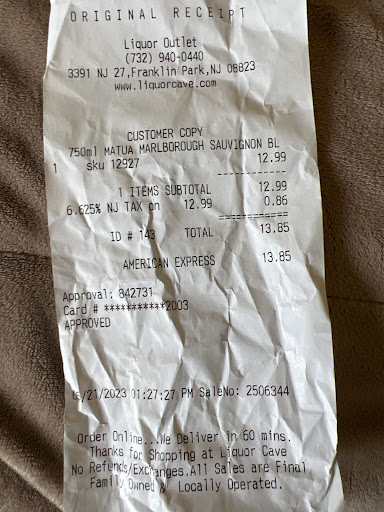 ORIGINAL RECEIPT
Liquor Outlet
(732) 940-0440
3391 NJ 27,Franklin Park,NJ 08823
www.liquorcave.com
CUSTOMER COPY
750ml MATUA MARLBOROUGH SAUVIGNON BL
1 sku 12927 12.99
-----------
1 ITEMS SUBTOTAL 12.99
6.625% NJ TAX on 12.99 0.86
===========
ID # 143 TOTAL 13.85
AMERICAN EXPRESS 13.85
Approval: 842731
Card # ***********2003
APPROVED
/21/2023 01:27:27 PM SaleNo: 2506344
Order Online...We Deliver in 60 mins.
Thanks for Shopping at Liquor Cave
No Refunds/Exchanges.All Sales are Final
Family Owned & Locally Operated.